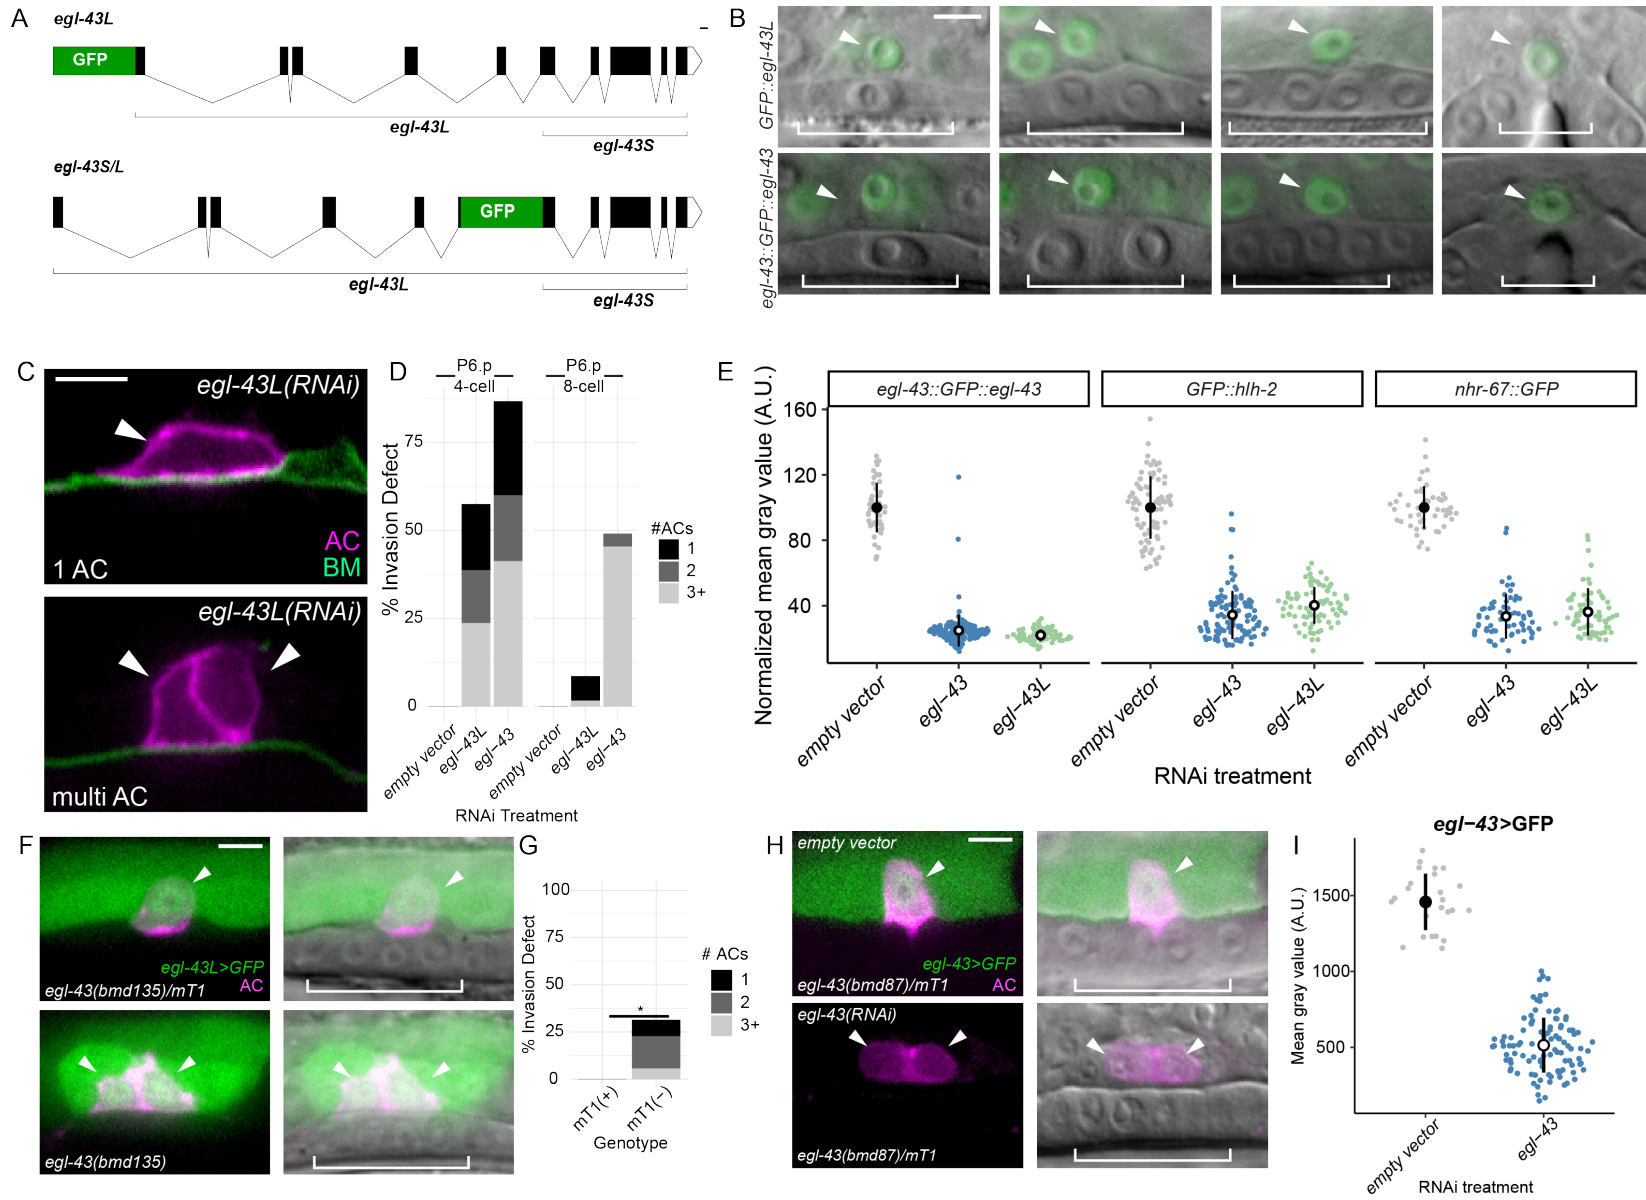 A
egl-43L
GFP
egl-43L
egl-43S
egl-43S/L
GFP
egl-43L
egl-43S
B
GFP::egl-43L
egl-43::GFP::egl-43
C
egl-43L(RNAi)
AC
BM
1 AC
egl-43L(RNAi)
multi AC
D
P6.p
4-cell
P6.p
8-cell
% Invasion Defect
75
50
25
0
#ACs
1
2
3+
empty vector
egl-43L
egl-43
empty vector
egl-43L
egl-43
RNAi Treatment
E
egl-43::GFP::egl-43
GFP::hlh-2
nhr-67::GFP
Normalized mean gray value (A.U.)
160
120
80
40
empty vector
egl-43
egl-43L
empty vector
egl-43
egl-43L
empty vector
egl-43
egl-43L
RNAi treatment
F
egl-43L>GFP
AC
egl-43(bmd135)/mT1
egl-43(bmd135)
G
% Invasion Defect
100
75
50
25
0
*
# ACs
1
2
3+
mT1(+)
mT1(−)
Genotype
H
empty vector
egl-43>GFP
AC
egl-43(bmd87)/mT1
egl-43(RNAi)
egl-43(bmd87)/mT1
I
egl-43>GFP
Mean gray value (A.U.)
1500
1000
500
empty vector
egl-43
RNAi treatment